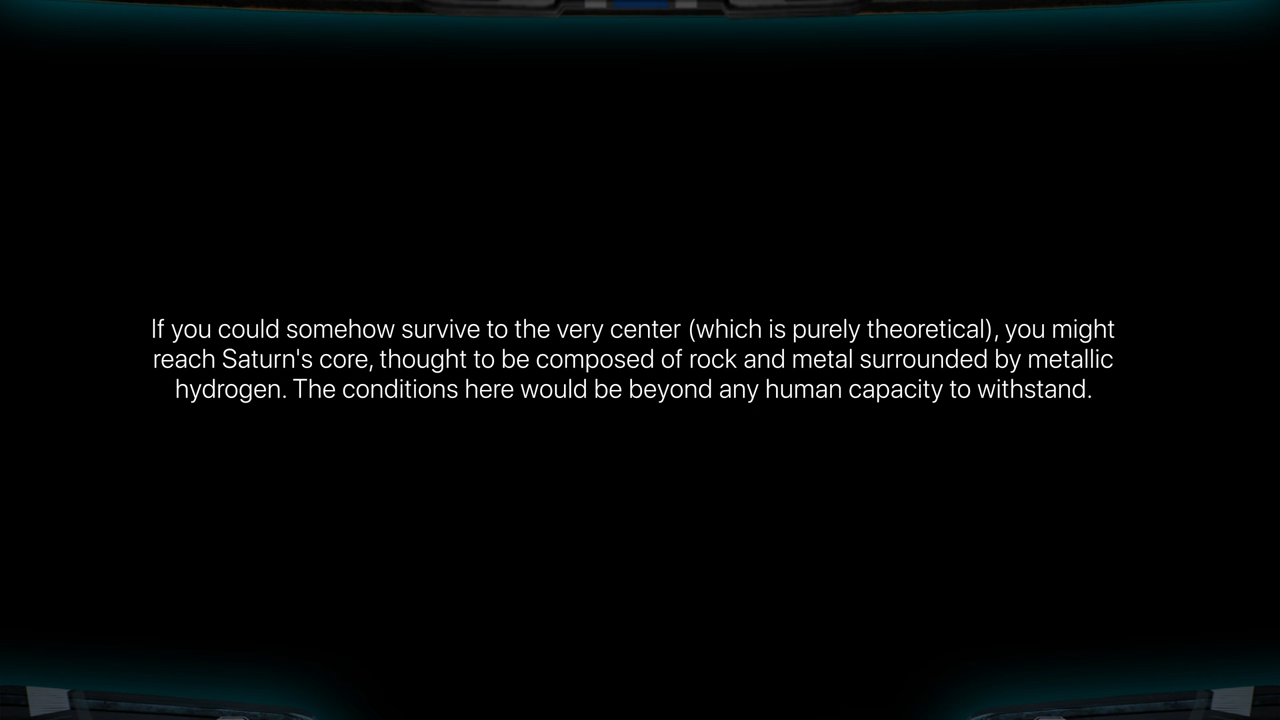 If you could somehow survive to the very center (which is purely theoretical), you might
reach Saturn's core, thought to be composed of rock and metal surrounded by metallic
hydrogen. The conditions here would be beyond any human capacity to withstand.